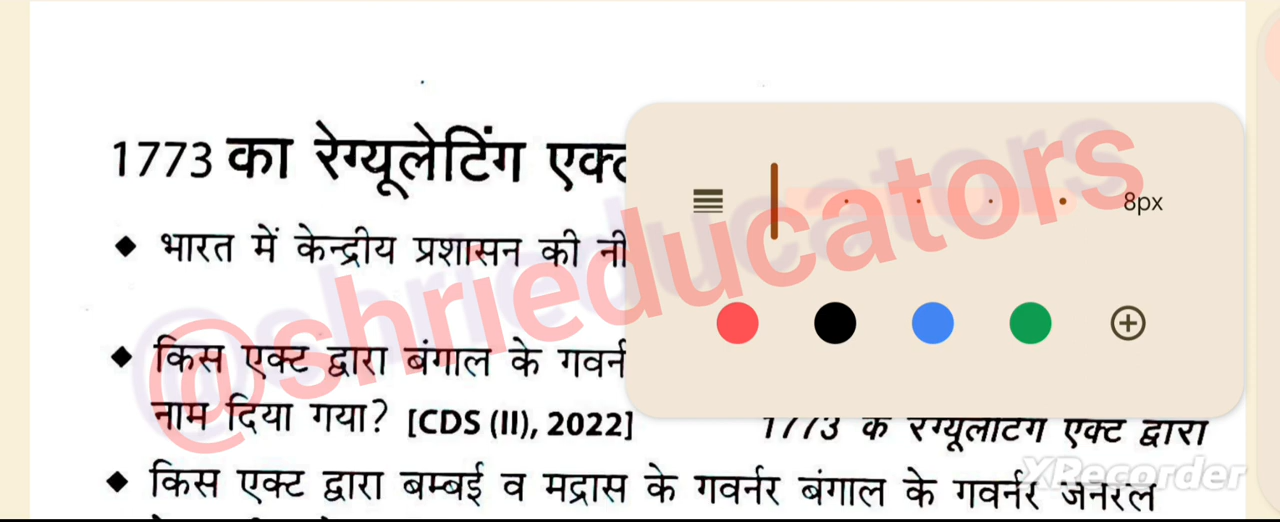 1773 का रेग्यूलेटिंग एक्ट
8px
◆ भारत में केन्द्रीय प्रशासन की
@shrieducators
◆ किस एक्ट द्वारा बंगाल के
नाम दिया गया? [CDS (II), 2022] 1773 के रेग्यूलेटिंग एक्ट द्वारा
◆ किस एक्ट द्वारा बम्बई व मद्रास के गवर्नर बंगाल के गवर्नर जनरल
XRecorder